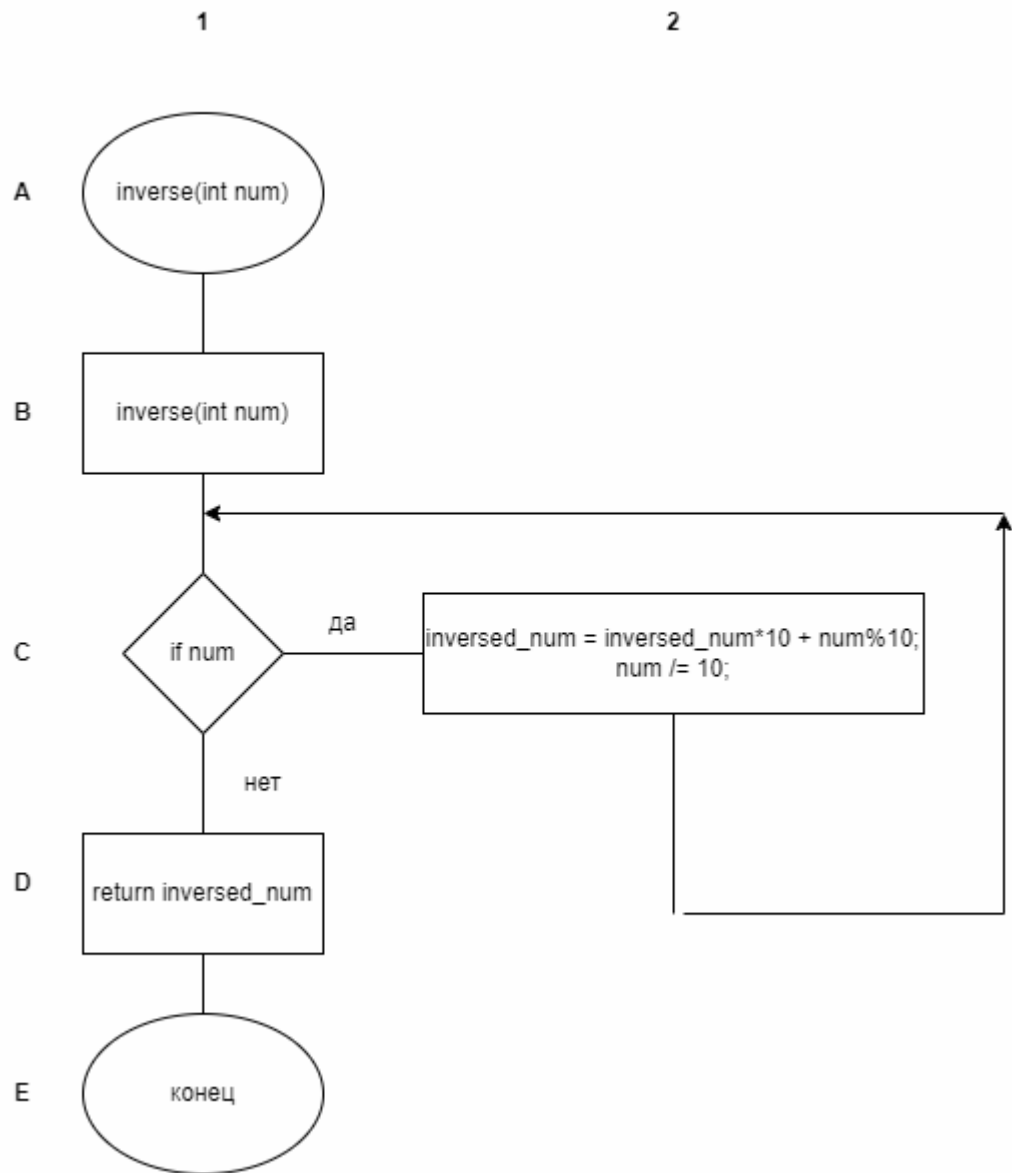 1
2
A
inverse(int num)
B
inverse(int num)
C
if num
да
inversed_num = inversed_num*10 + num%10;
num /= 10;
нет
D
return inversed_num
E
конец